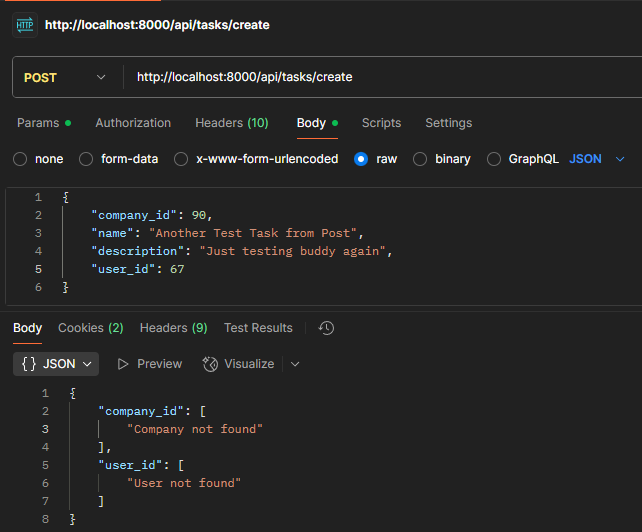 HTTP http://localhost:8000/api/tasks/create
POST http://localhost:8000/api/tasks/create
Params Authorization Headers (10) Body Scripts Settings
none form-data x-www-form-urlencoded raw binary GraphQL JSON
1 {
2 "company_id": 90,
3 "name": "Another Test Task from Post",
4 "description": "Just testing buddy again",
5 "user_id": 67
6 }
Body Cookies (2) Headers (9) Test Results
{} JSON Preview Visualize
1 {
2 "company_id": [
3 "Company not found"
4 ],
5 "user_id": [
6 "User not found"
7 ]
8 }